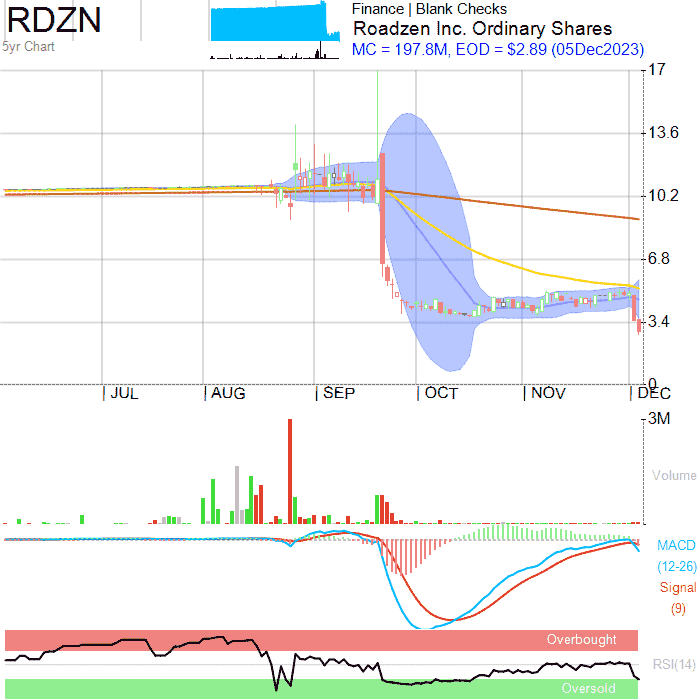 RDZN
5yr Chart
Finance | Blank Checks
Roadzen Inc. Ordinary Shares
MC = 197.8M, EOD = $2.89 (05Dec2023)
17
13.6
10.2
6.8
3.4
0
JUL AUG SEP OCT NOV DEC
3M
Volume
MACD
(12-26)
Signal
(9)
Overbought
RSI(14)
Oversold